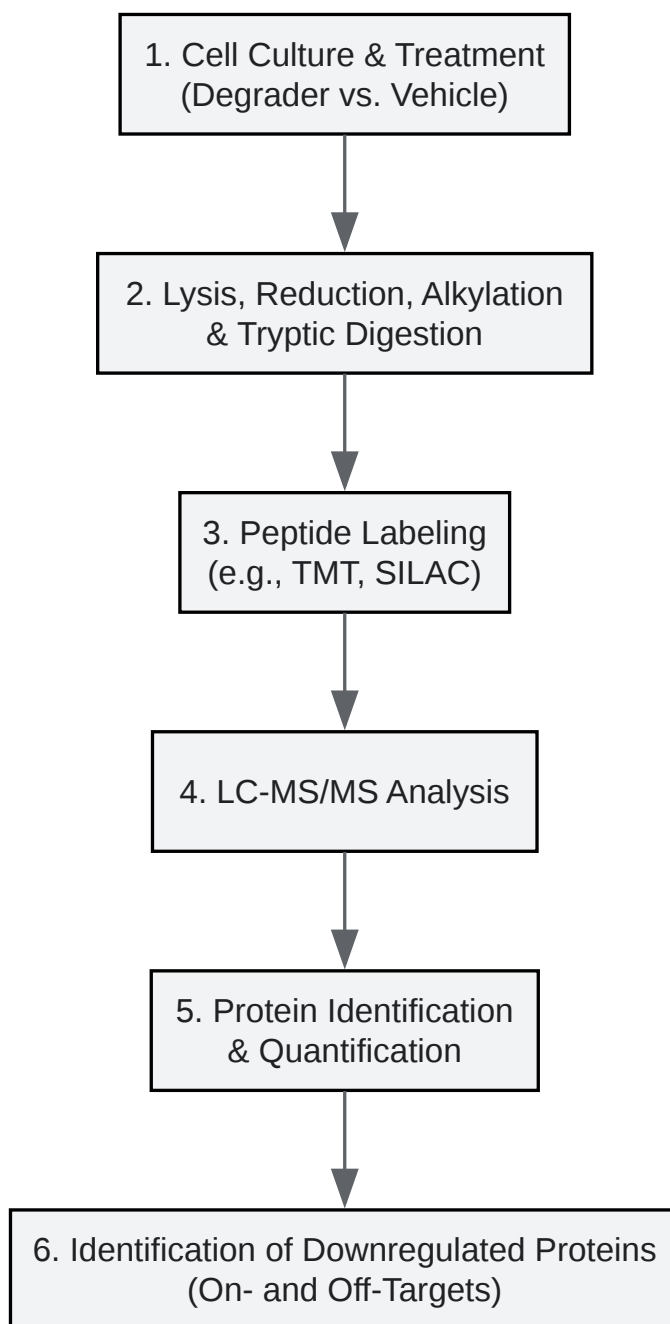 1. Cell Culture & Treatment
(Degrader vs. Vehicle)
2. Lysis, Reduction, Alkylation
& Tryptic Digestion
3. Peptide Labeling
(e.g., TMT, SILAC)
4. LC-MS/MS Analysis
5. Protein Identification
& Quantification
6. Identification of Downregulated Proteins
(On- and Off-Targets)